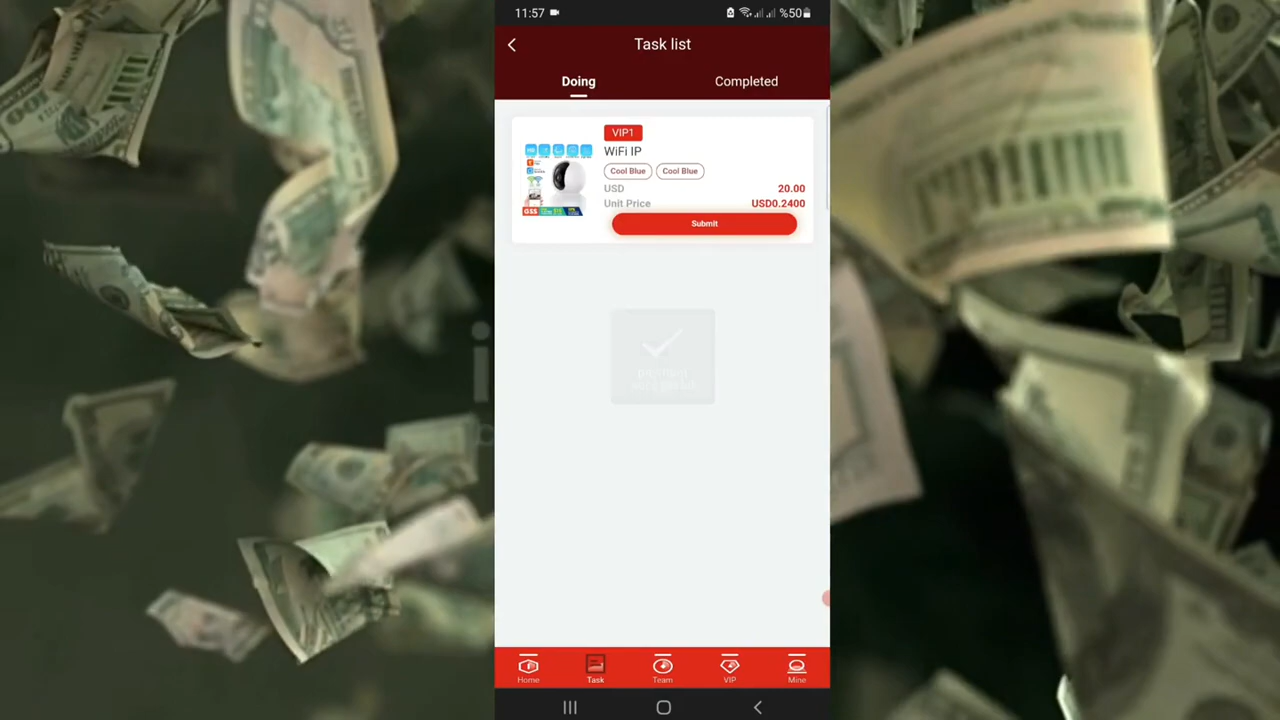 11:57
%50
Task list
Doing
Completed
VIP1
WiFi IP
Cool Blue
Cool Blue
USD
20.00
Unit Price
USD0.2400
Submit
Home
Task
Team
VIP
Mine